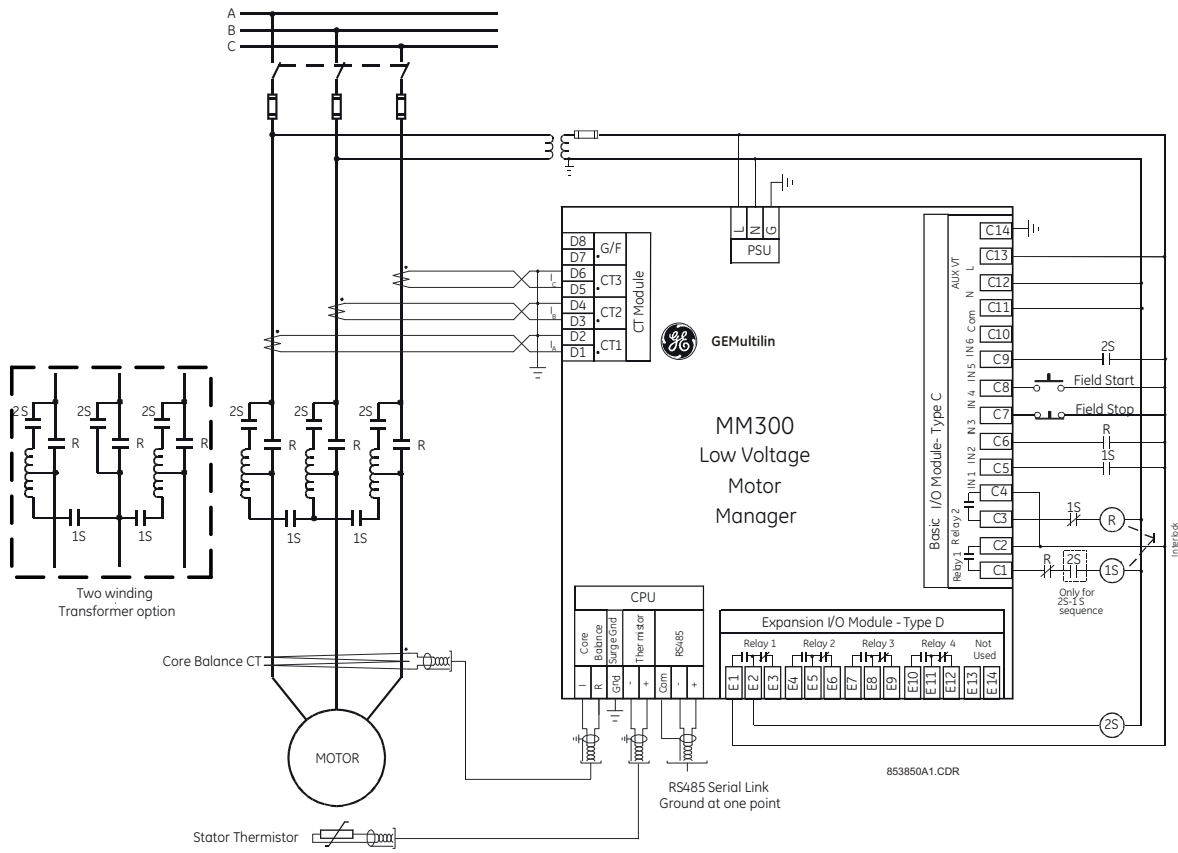 A
B
C
L
N
G
PSU
D8
D7
G/F
D6
D5
CT3
D4
D3
CT2
D2
D1
CT1
CT Module
IC
IB
IA
GEMultilin
MM300
Low Voltage
Motor
Manager
Basic I/O Module- Type C
AUX VT
L
N
Com
IN6
IN 5
IN 4
N 3
IN2
IN 1
Relay 2
Relay1
C14
C13
C12
C11
C10
C9
C8
C7
C6
C5
C4
C3
C2
C1
2S
Field Start
Field Stop
R
1S
1S
R
R
2S
1S
Only for
2S-1S
sequence
Interlock
2S
2S
2S
R
R
R
1S
1S
Two winding
Transformer option
2S
2S
2S
R
R
R
1S
1S
Core Balance CT
MOTOR
Stator Thermistor
CPU
Core
Balance
Surge Gnd
Thermistor
RS485
I
R
Gnd
-
+
Com
-
+
RS485 Serial Link
Ground at one point
Expansion I/O Module - Type D
Relay 1
Relay 2
Relay 3
Relay 4
Not
Used
E1
E2
E3
E4
E5
E6
E7
E8
E9
E10
E11
E12
E13
E14
2S
853850A1.CDR